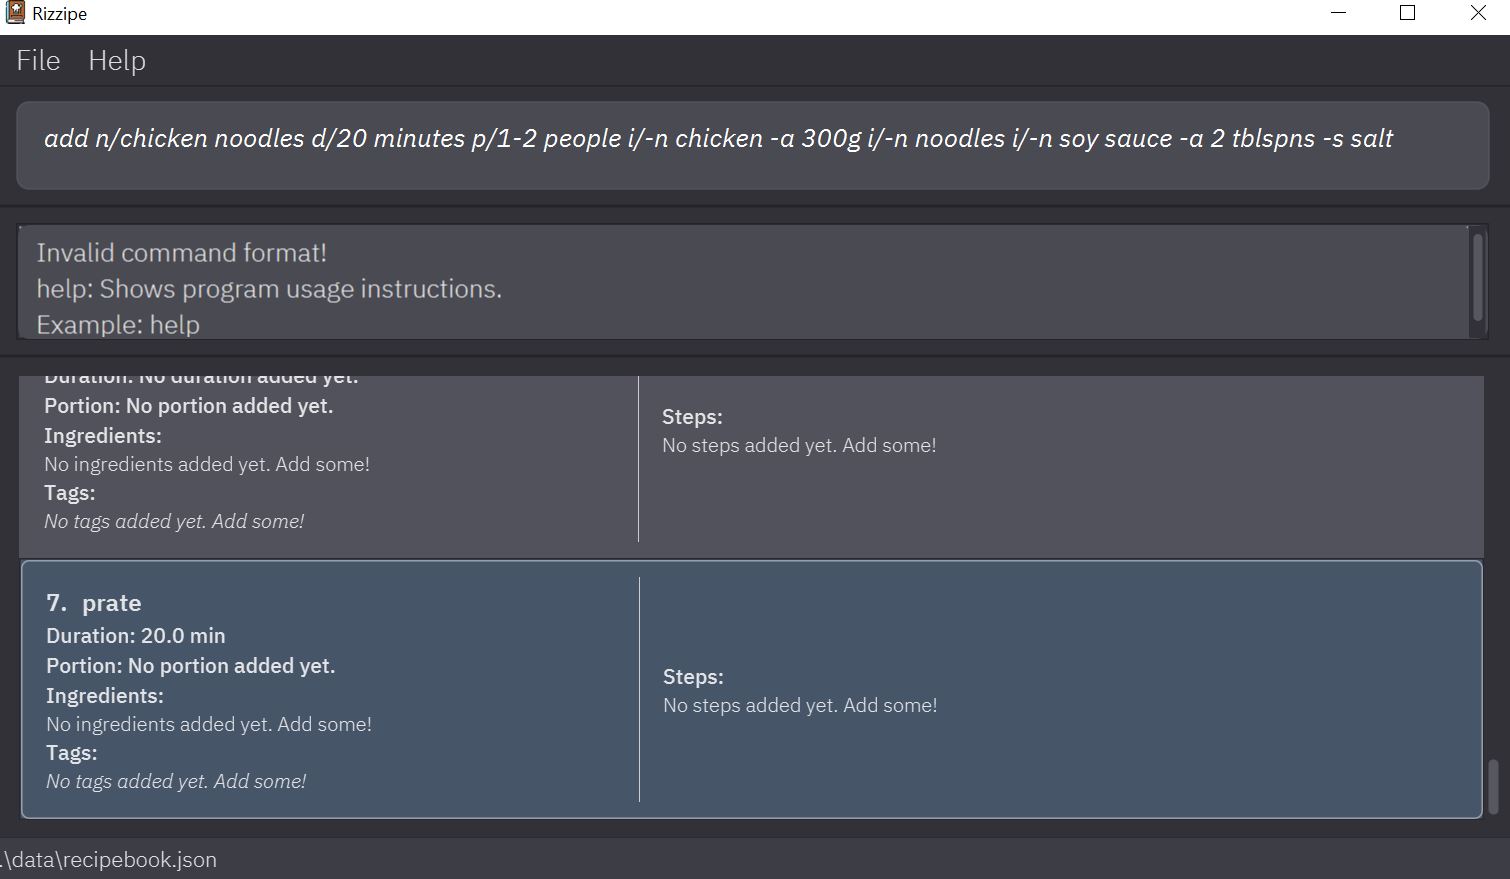 Rizzipe
File Help
add n/chicken noodles d/20 minutes p/1-2 people i/-n chicken -a 300g i/-n noodles i/-n soy sauce -a 2 tblspns -s salt
Invalid command format!
help: Shows program usage instructions.
Example: help
Duration: No duration added yet.
Portion: No portion added yet.
Ingredients:
No ingredients added yet. Add some!
Tags:
No tags added yet. Add some!
Steps:
No steps added yet. Add some!
7. prate
Duration: 20.0 min
Portion: No portion added yet.
Ingredients:
No ingredients added yet. Add some!
Tags:
No tags added yet. Add some!
Steps:
No steps added yet. Add some!
.\data\recipebook.json